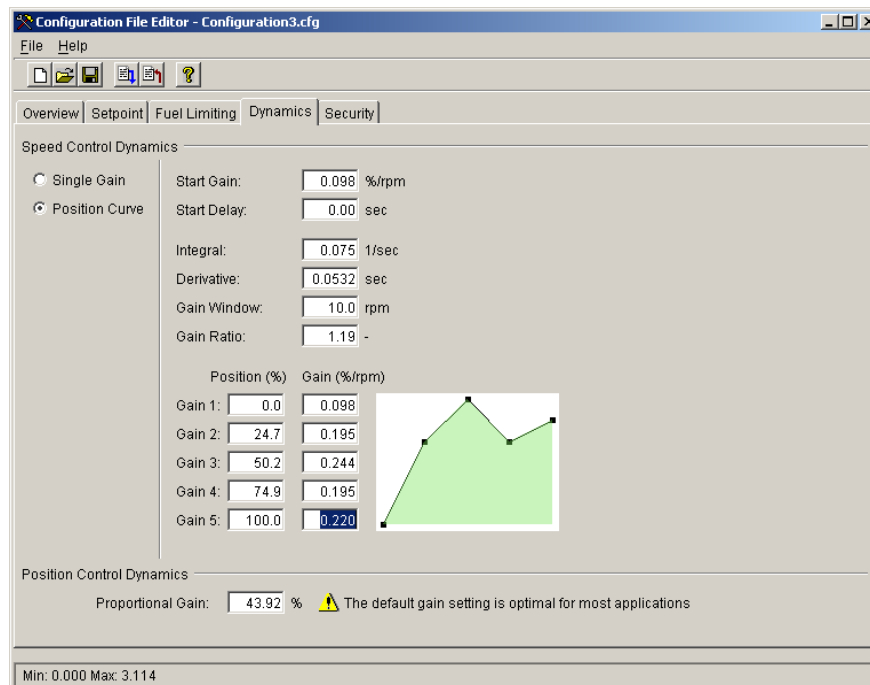 Configuration File Editor - Configuration3.cfg
File Help
Overview Setpoint Fuel Limiting Dynamics Security
Speed Control Dynamics
Single Gain
Position Curve
Start Gain: 0.098 %/rpm
Start Delay: 0.00 sec
Integral: 0.075 1/sec
Derivative: 0.0532 sec
Gain Window: 10.0 rpm
Gain Ratio: 1.19 -
Position (%) Gain (%/rpm)
Gain 1: 0.0 0.098
Gain 2: 24.7 0.195
Gain 3: 50.2 0.244
Gain 4: 74.9 0.195
Gain 5: 100.0 0.220
Position Control Dynamics
Proportional Gain: 43.92 % The default gain setting is optimal for most applications
Min: 0.000 Max: 3.114